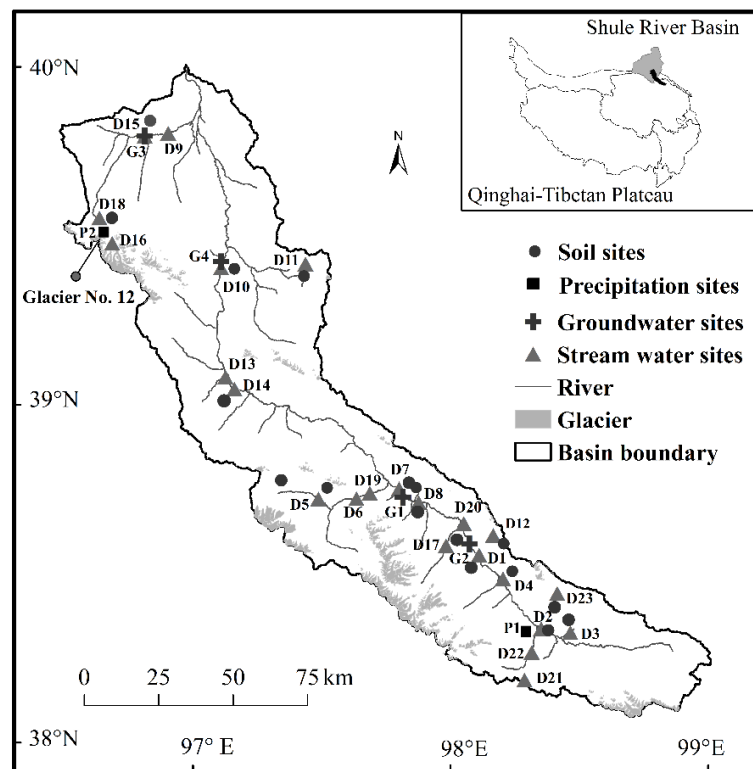 Shule River Basin
Qinghai-Tibctan Platcau
40°N
39°N
38°N
N
D15
G3
D9
D18
P2
D16
Glacier No. 12
G4
D10
D11
D13
D14
D7
D19
D8
D5
D6
G1
D20
D12
D17
G2
D1
D4
D23
D2
P1
D3
D22
D21
Soil sites
Precipitation sites
Groundwater sites
Stream water sites
River
Glacier
Basin boundary
0 25 50 75 km
97° E
98° E
99° E